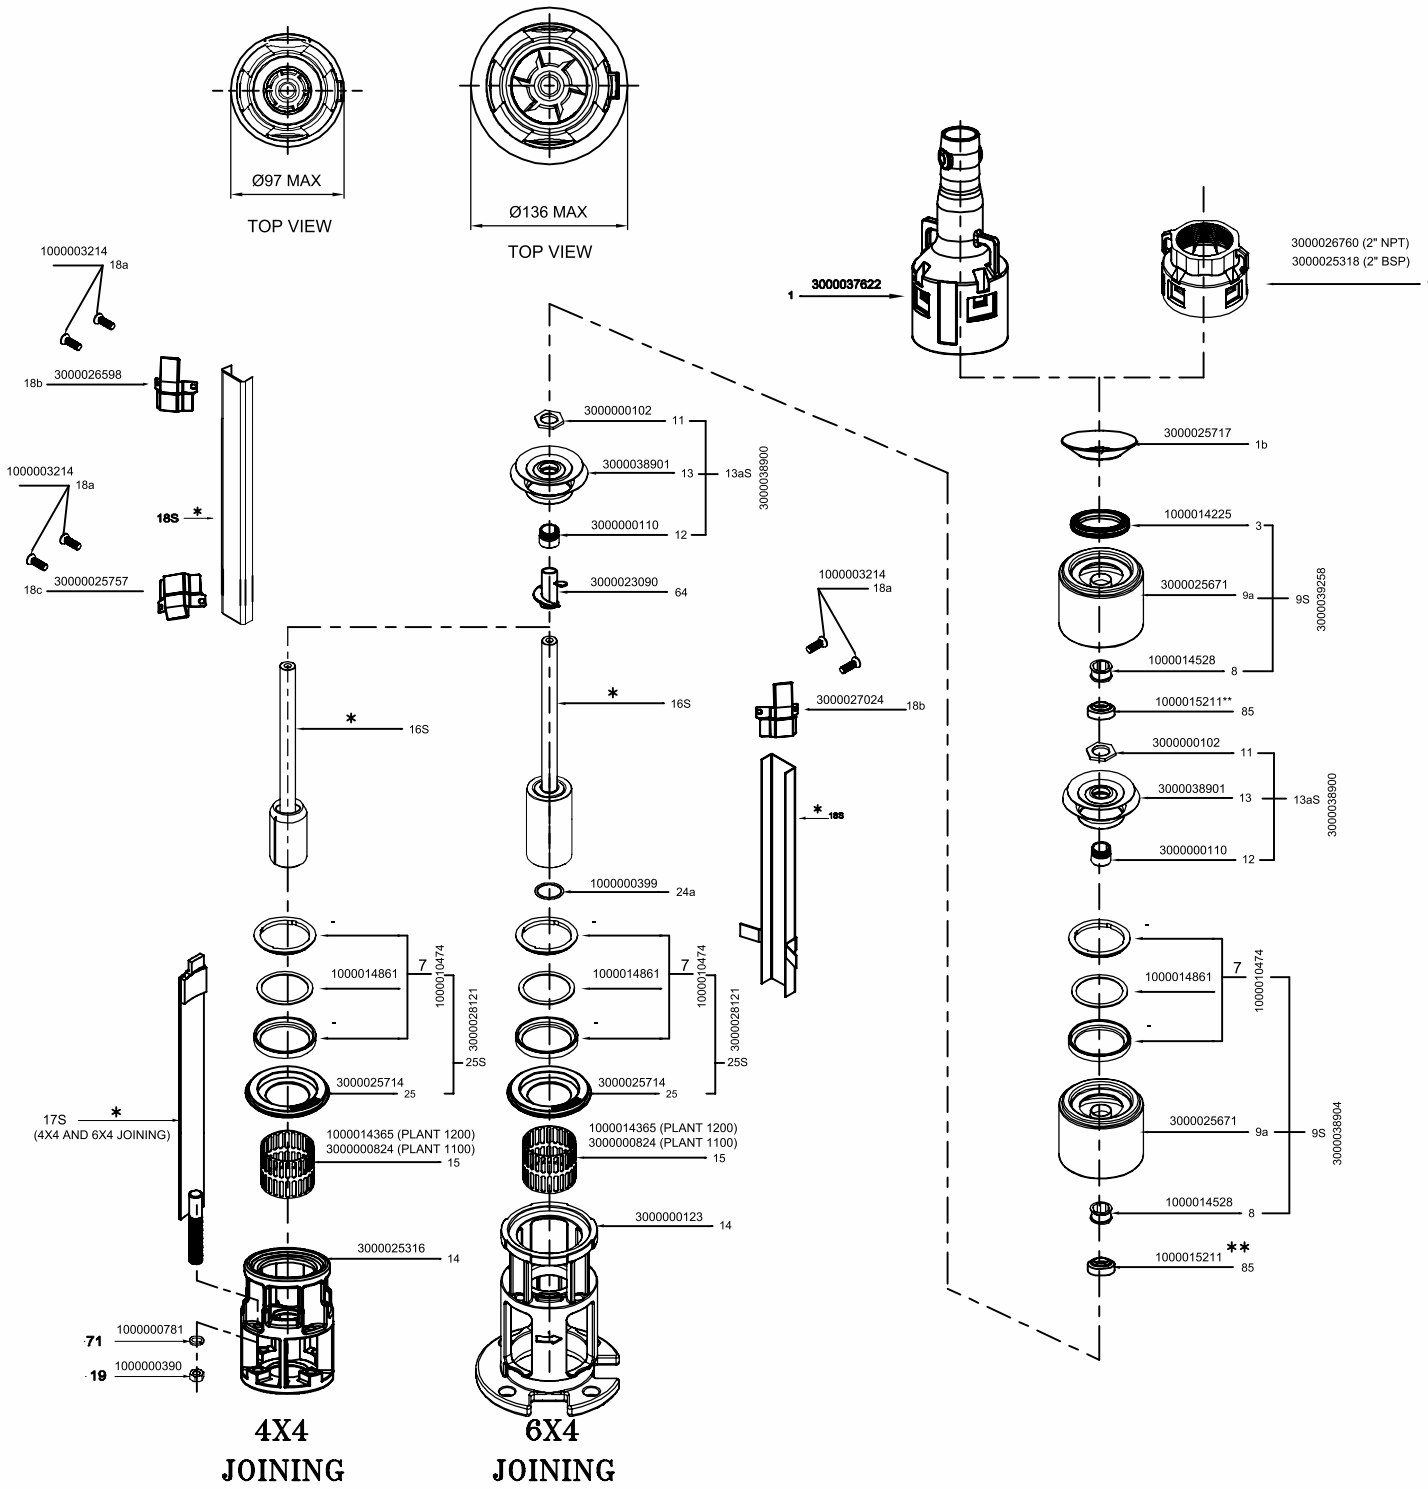 Ø97 MAX
TOP VIEW
Ø136 MAX
TOP VIEW
1000003214
18a
18b
3000026598
1000003214
18a
18S *
18c
30000025757
3000037622
1
3000026760 (2" NPT)
3000025318 (2" BSP)
3000000102
11
3000038901
13
13aS
3000038900
3000000110
12
3000023090
64
*
16S
*
16S
1000003214
18a
3000027024
18b
*
18S
1000000399
24a
-
1000014861
7
1000010474
-
3000028121
25S
3000025714
25
1000014365 (PLANT 1200)
3000000824 (PLANT 1100)
15
3000025316
14
17S
*
(4X4 AND 6X4 JOINING)
71
1000000781
19
1000000390
4X4
JOINING
-
1000014861
7
1000010474
-
3000028121
25S
3000025714
25
1000014365 (PLANT 1200)
3000000824 (PLANT 1100)
15
3000000123
14
6X4
JOINING
3000025717
1b
1000014225
3
3000025671
9a
9S
3000039258
1000014528
8
1000015211**
85
3000000102
11
3000038901
13
13aS
3000038900
3000000110
12
-
1000014861
7
1000010474
-
3000025671
9a
9S
3000038904
1000014528
8
1000015211 **
85